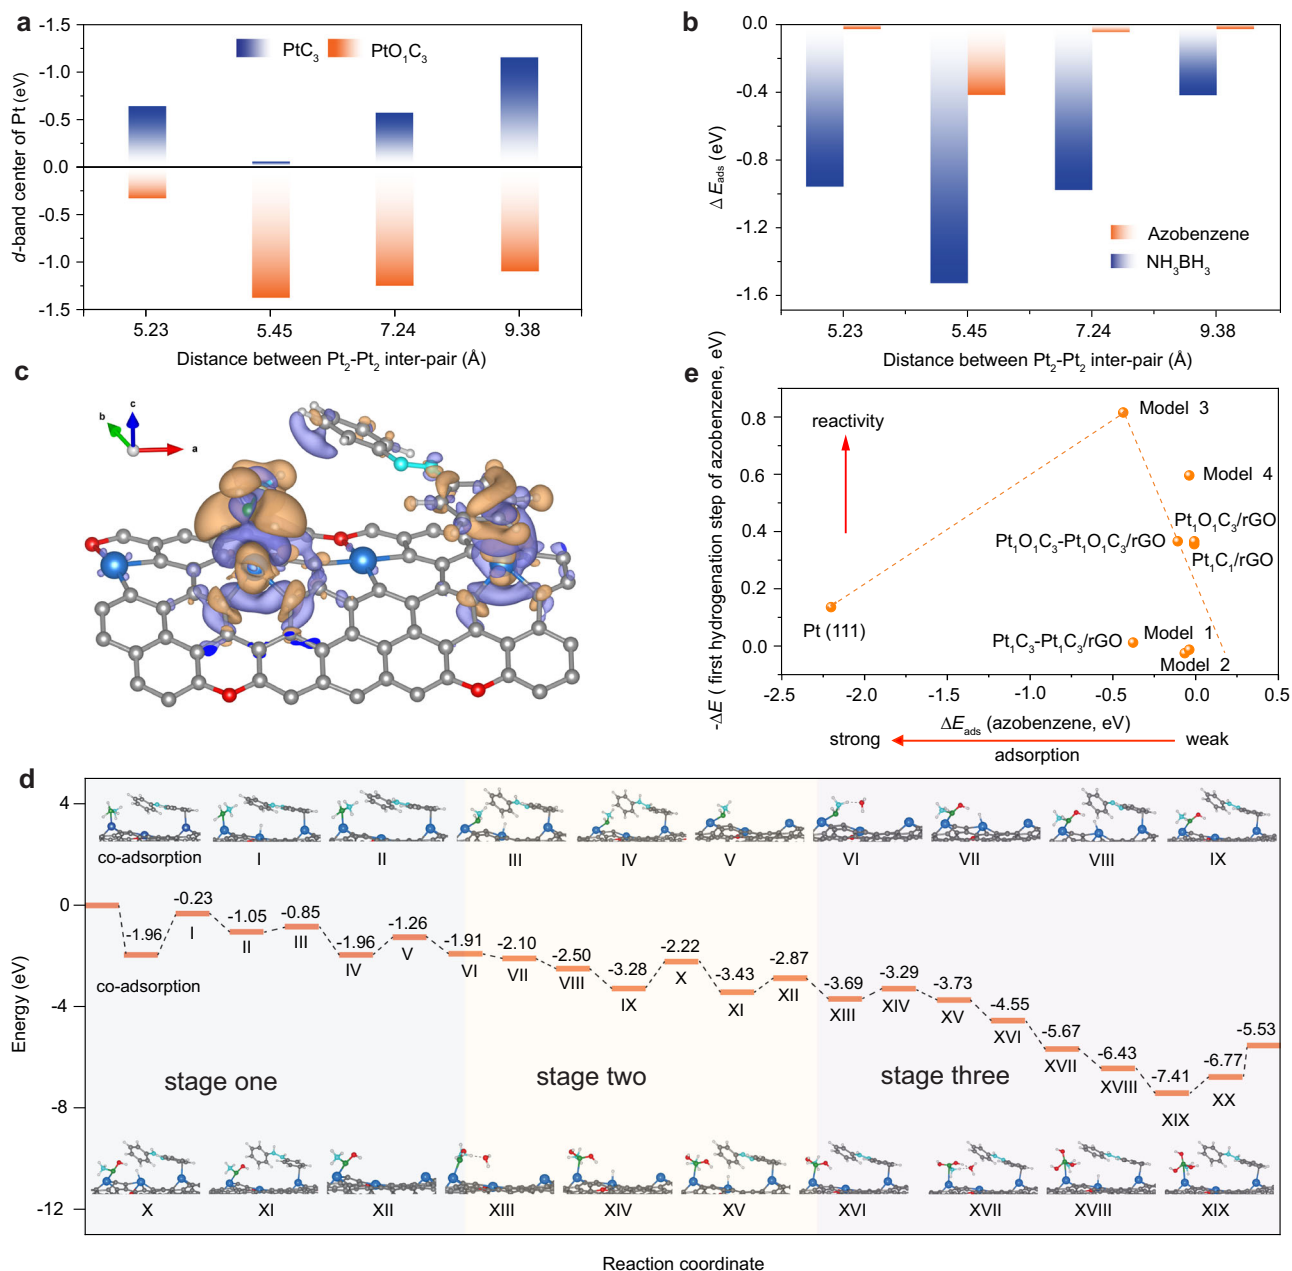 a
-1.5
-1.0
-0.5
0.0
-0.5
-1.0
-1.5
d-band center of Pt (eV)
PtC₃
PtO₁C₃
5.23
5.45
7.24
9.38
Distance between Pt₂-Pt₂ inter-pair (Å)
b
0.0
-0.4
-0.8
-1.2
-1.6
Δ E_ads (eV)
Azobenzene
NH₃BH₃
5.23
5.45
7.24
9.38
Distance between Pt₂-Pt₂ inter-pair (Å)
c
b
c
a
e
0.8
0.6
0.4
0.2
0.0
-ΔE ( first hydrogenation step of azobenzene, eV)
reactivity
Model 3
Model 4
Pt₁O₁C₃/rGO
Pt₁O₁C₃-Pt₁O₁C₃/rGO
Pt₁C₁/rGO
Pt (111)
Pt₁C₃-Pt₁C₃/rGO
Model 1
Model 2
-2.5
-2.0
-1.0
-0.5
0.0
0.5
ΔE_ads (azobenzene, eV)
strong
weak
adsorption
d
4
0
-4
-8
-12
Energy (eV)
co-adsorption
I
II
III
IV
V
VI
VII
VIII
IX
-1.96
co-adsorption
-0.23
I
-1.05
II
-0.85
III
-1.96
IV
-1.26
V
-1.91
VI
-2.10
VII
-2.50
VIII
-3.28
IX
-2.22
X
-3.43
XI
-2.87
XII
-3.69
XIII
-3.29
XIV
-3.73
XV
-4.55
XVI
-5.67
XVII
-6.43
XVIII
-7.41
XIX
-6.77
XX
-5.53
stage one
stage two
stage three
X
XI
XII
XIII
XIV
XV
XVI
XVII
XVIII
XIX
Reaction coordinate